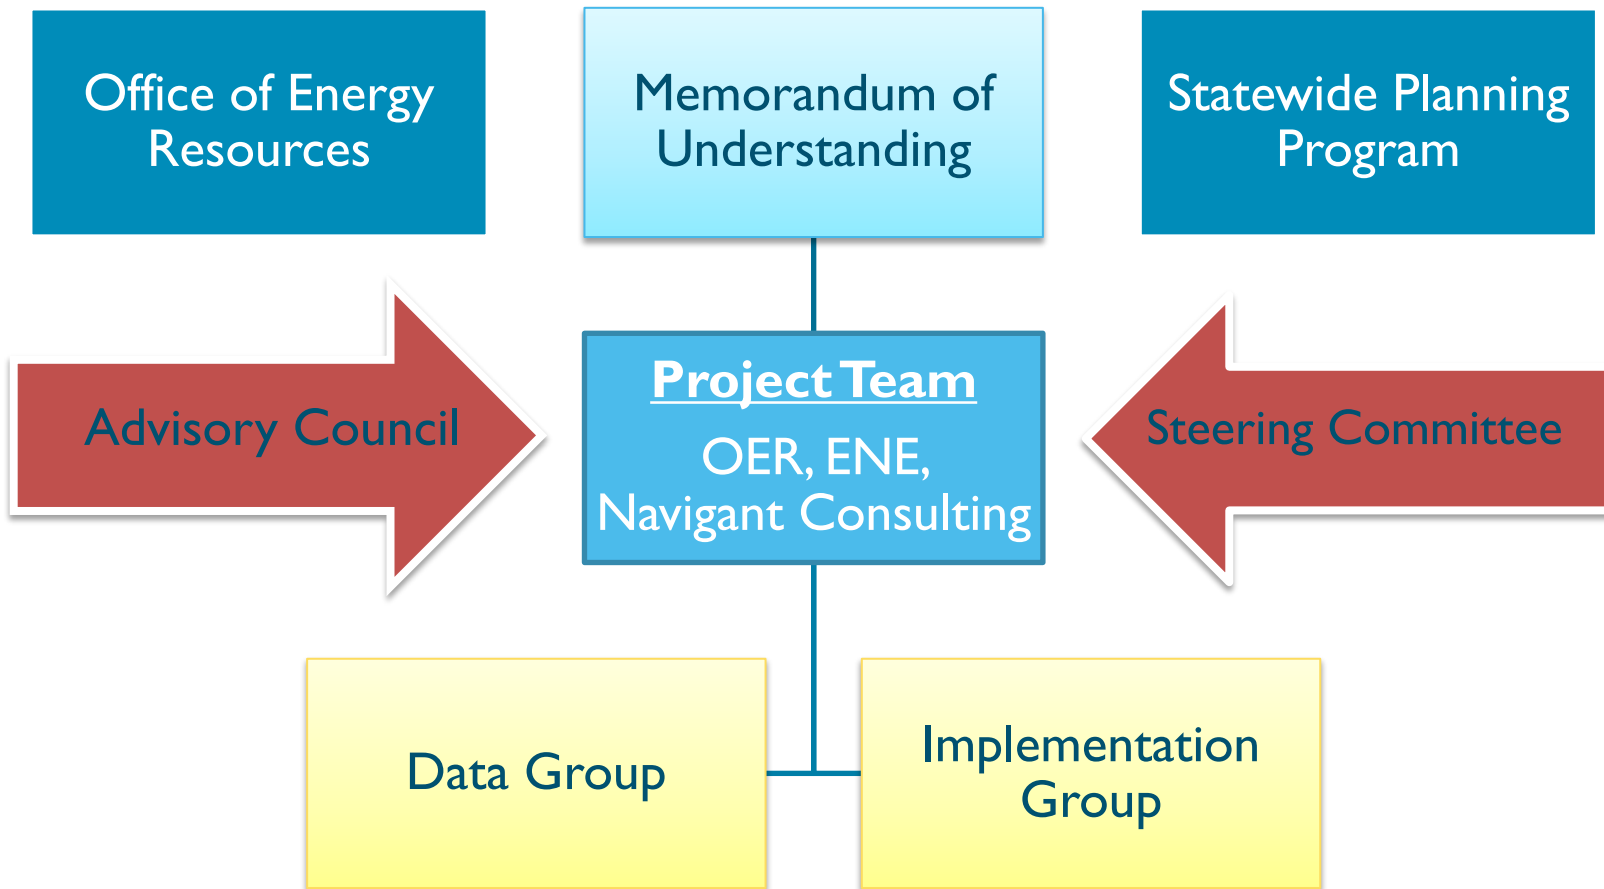 Office of Energy
Resources
Memorandum of
Understanding
Statewide Planning
Program
Advisory Council
Project Team
OER, ENE,
Navigant Consulting
Steering Committee
Data Group
Implementation
Group